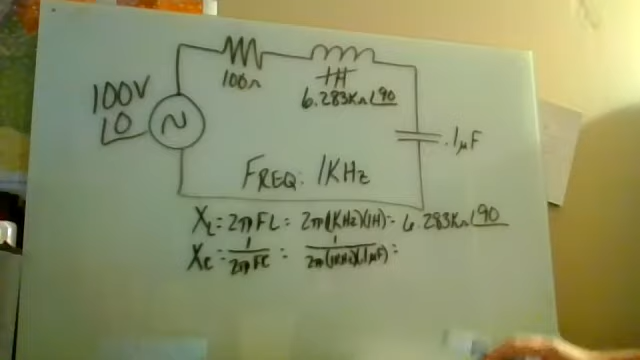 100V
∠0
100Ω
1H
6.283KΩ∠90
.1μF
FREQ: 1KHz
XL = 2πFL = 2π(1KHz)(1H) = 6.283KΩ∠90
XC = 1/2πFC = 1/2π(1KHz)(.1μF) =